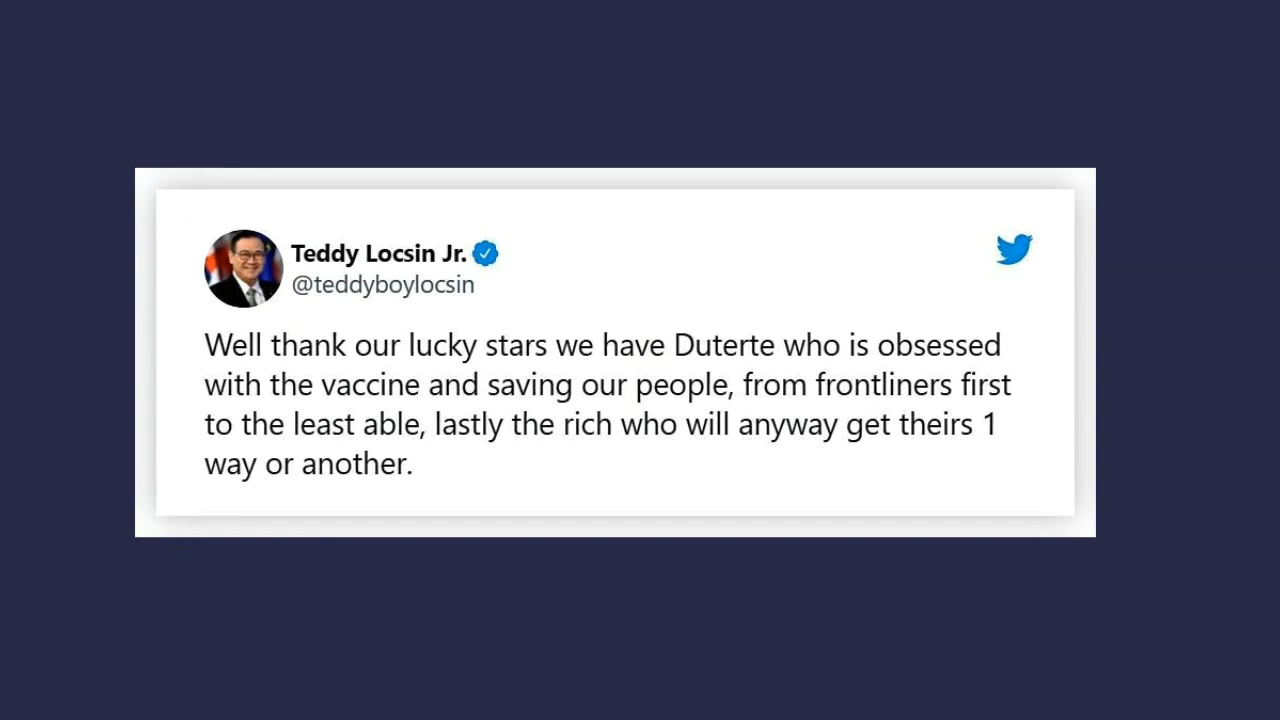 Teddy Locsin Jr.
@teddyboylocsin
Well thank our lucky stars we have Duterte who is obsessed
with the vaccine and saving our people, from frontliners first
to the least able, lastly the rich who will anyway get theirs 1
way or another.